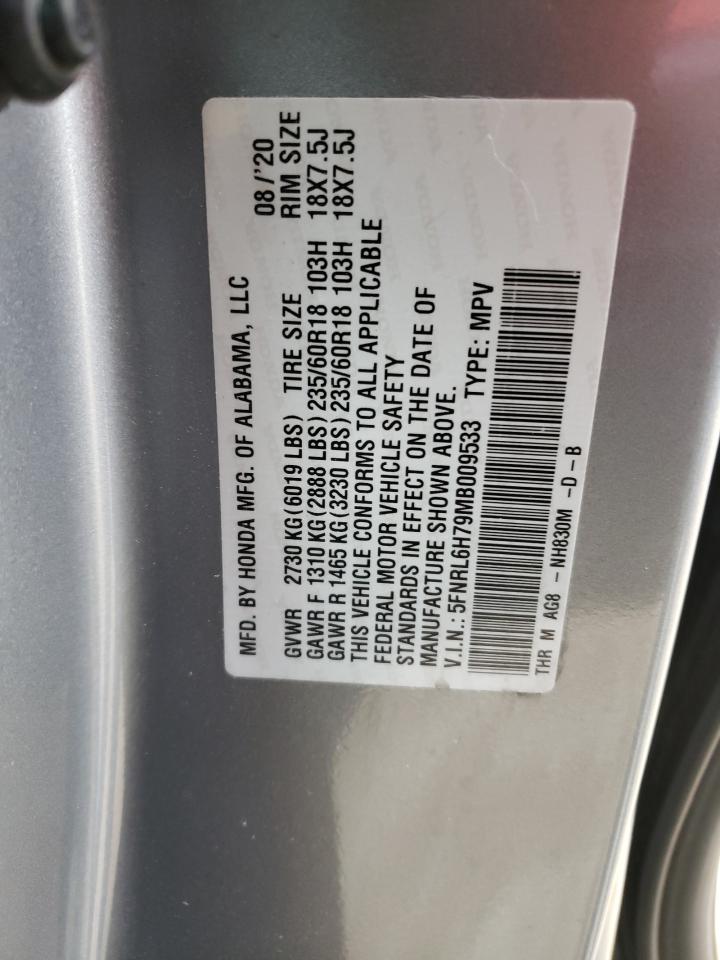 MFD. BY HONDA MFG. OF ALABAMA, LLC 08/'20
GVWR 2730 KG(6019 LBS) TIRE SIZE RIM SIZE
GAWR F 1310 KG(2888 LBS) 235/60R18 103H 18X7.5J
GAWR R 1465 KG(3230 LBS) 235/60R18 103H 18X7.5J
THIS VEHICLE CONFORMS TO ALL APPLICABLE
FEDERAL MOTOR VEHICLE SAFETY
STANDARDS IN EFFECT ON THE DATE OF
MANUFACTURE SHOWN ABOVE.
V.I.N.: 5FNRL6H79MB009533 TYPE: MPV
THR M AG8 - NH830M -D-B